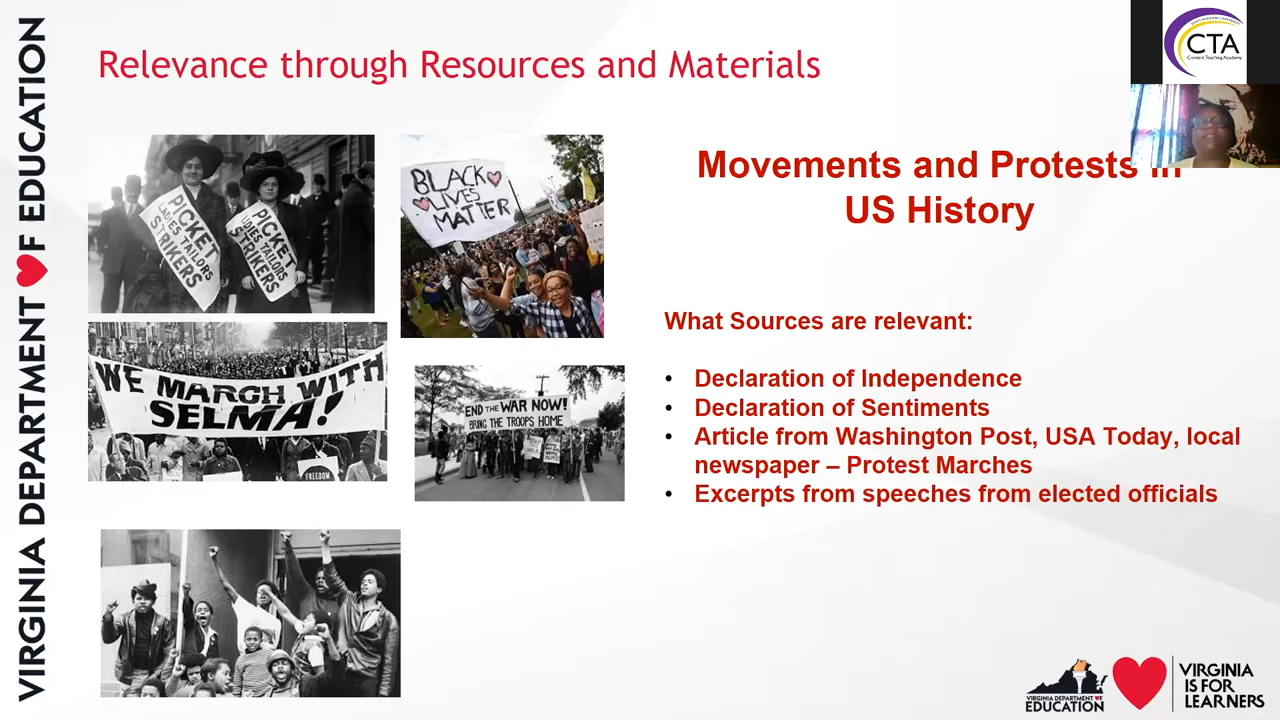 VIRGINIA DEPARTMENT OF EDUCATION
Relevance through Resources and Materials
JAMES MADISON UNIVERSITY
CTA
Content Teaching Academy
PICKET
LADIES TAILORS
STRIKERS
PICKET
LADIES TAILORS
STRIKERS
BLACK
LIVES
MATTER
WE MARCH WITH
SELMA!
FREEDOM
END THE WAR NOW!
BRING THE TROOPS HOME
Movements and Protests in
US History
What Sources are relevant:
• Declaration of Independence
• Declaration of Sentiments
• Article from Washington Post, USA Today, local
newspaper – Protest Marches
• Excerpts from speeches from elected officials
VIRGINIA DEPARTMENT OF
EDUCATION
VIRGINIA
IS FOR
LEARNERS